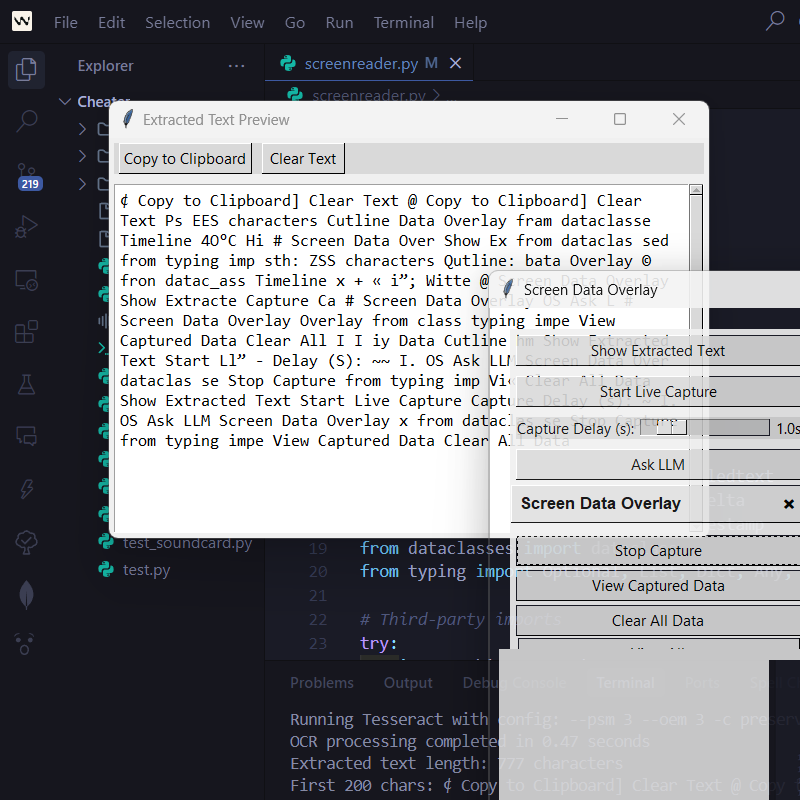 File Edit Selection View Go Run Terminal Help
Explorer ...
screenreader.py M
screenreader.py > ...
Cheater
Extracted Text Preview
Copy to Clipboard Clear Text
¢ Copy to Clipboard] Clear Text @ Copy to Clipboard] Clear
Text Ps EES characters Cutline Data Overlay fram dataclasse
Timeline 4O°C Hi # Screen Data Over Show Ex from dataclas sed
from typing imp sth: ZSS characters Qutline: bata Overlay ©
fron datac_ass Timeline x + « i”; Witte @ Screen Data Overlay
Show Extracte Capture Ca # Screen Data Overlay OS Ask L #
Screen Data Overlay Overlay from class typing impe View
Captured Data Clear All I I iy Data Cutline hm Show Extracted
Text Start Ll” - Delay (S): ~~ I. OS Ask LLM Screen Data Over
dataclas se Stop Capture from typing imp Vie Clear All Data
Show Extracted Text Start Live Capture Capture Delay (s): ~ I.
OS Ask LLM Screen Data Overlay x from dataclas se Stop Capture
from typing impe View Captured Data Clear All Data
219
Screen Data Overlay
Show Extracted Text
Start Live Capture
Capture Delay (s): 1.0s
Ask LLM
Screen Data Overlay ×
Stop Capture
View Captured Data
Clear All Data
test_soundcard.py
test.py
19 from dataclasses import
20 from typing import Optional, List, Dict, Any,
21
22 # Third-party imports
23 try:
Problems Output Debug Console Terminal Ports
Running Tesseract with config: --psm 3 --oem 3 -c preserv
OCR processing completed in 0.47 seconds
Extracted text length: 777 characters
First 200 chars: ¢ Copy to Clipboard] Clear Text @ Copy t